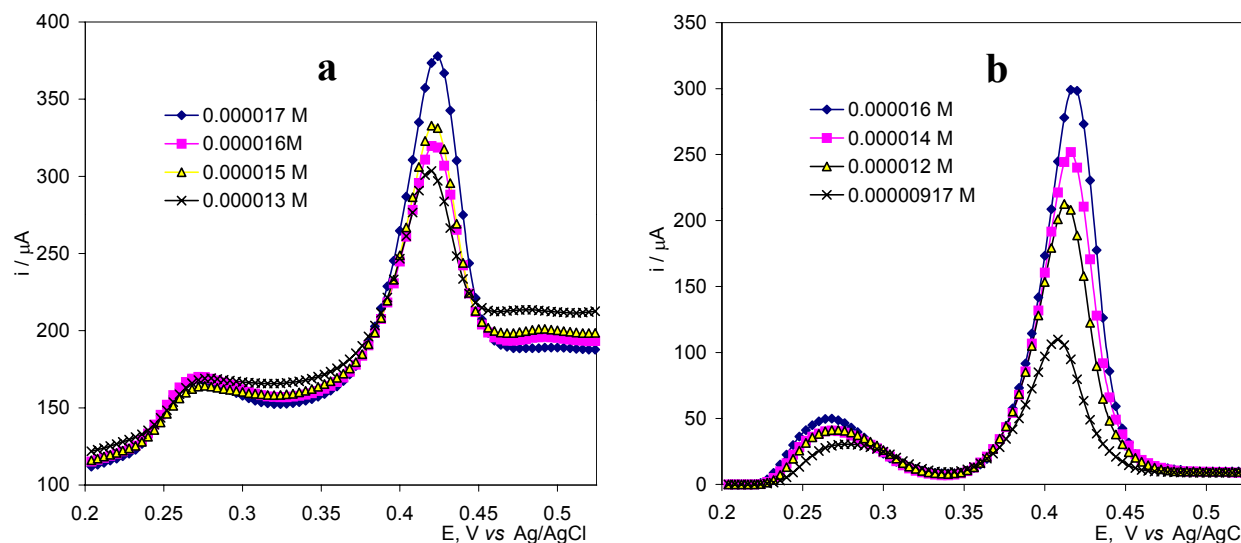 a
400
350
300
250
200
150
100
i / µA
0.000017 M
0.000016M
0.000015 M
0.000013 M
0.2 0.25 0.3 0.35 0.4 0.45 0.5
E, V vs Ag/AgCl
b
350
300
250
200
150
100
50
0
i / µA
0.000016 M
0.000014 M
0.000012 M
0.00000917 M
0.2 0.25 0.3 0.35 0.4 0.45 0.5
E, V vs Ag/AgC